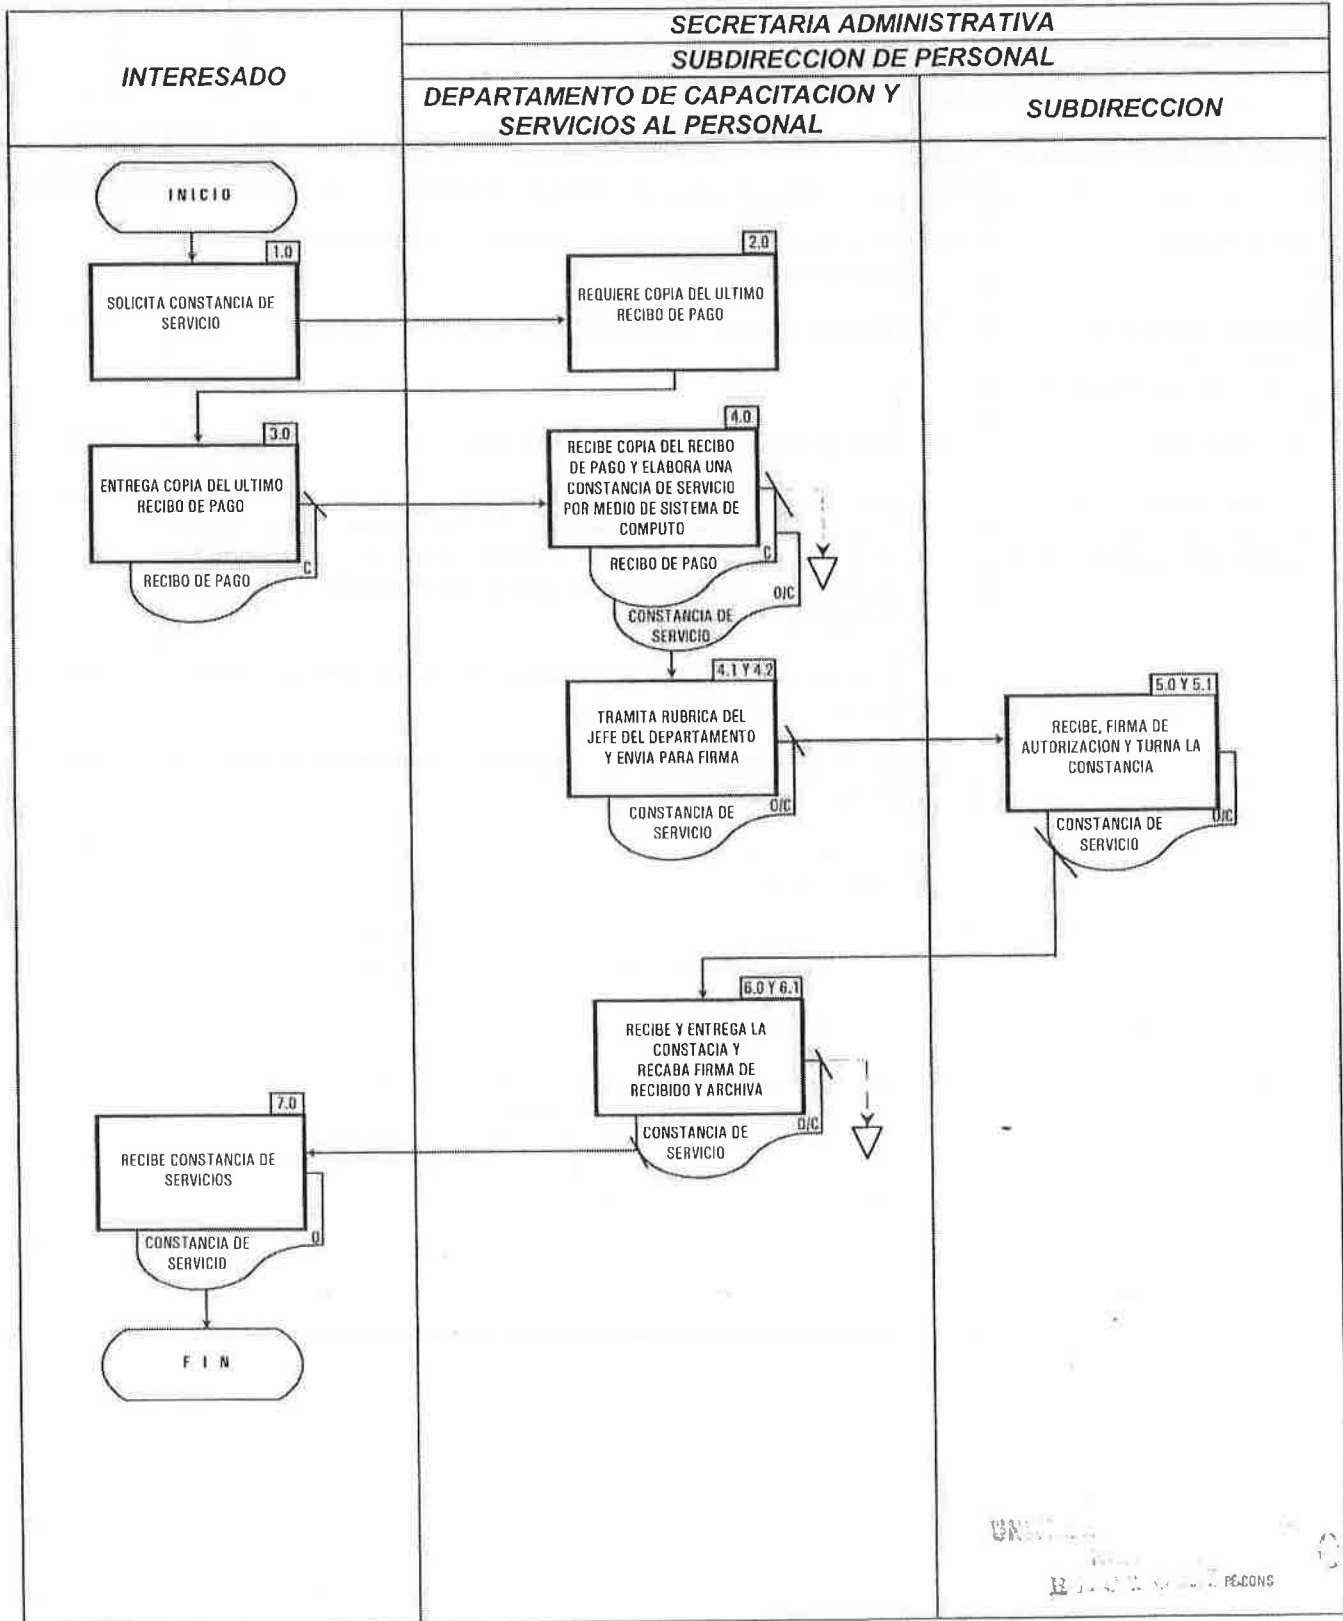 SECRETARIA ADMINISTRATIVA
SUBDIRECCION DE PERSONAL
INTERESADO
DEPARTAMENTO DE CAPACITACION Y
SERVICIOS AL PERSONAL
SUBDIRECCION
INICIO
1.0
SOLICITA CONSTANCIA DE
SERVICIO
2.0
REQUIERE COPIA DEL ULTIMO
RECIBO DE PAGO
3.0
ENTREGA COPIA DEL ULTIMO
RECIBO DE PAGO
C
RECIBO DE PAGO
4.0
RECIBE COPIA DEL RECIBO
DE PAGO Y ELABORA UNA
CONSTANCIA DE SERVICIO
POR MEDIO DE SISTEMA DE
COMPUTO
C
RECIBO DE PAGO
O/C
CONSTANCIA DE
SERVICIO
4.1 Y 4.2
TRAMITA RUBRICA DEL
JEFE DEL DEPARTAMENTO
Y ENVIA PARA FIRMA
O/C
CONSTANCIA DE
SERVICIO
5.0 Y 5.1
RECIBE, FIRMA DE
AUTORIZACION Y TURNA LA
CONSTANCIA
O/C
CONSTANCIA DE
SERVICIO
6.0 Y 6.1
RECIBE Y ENTREGA LA
CONSTACIA Y
RECABA FIRMA DE
RECIBIDO Y ARCHIVA
O/C
CONSTANCIA DE
SERVICIO
7.0
RECIBE CONSTANCIA DE
SERVICIOS
O
CONSTANCIA DE
SERVICIO
F I N